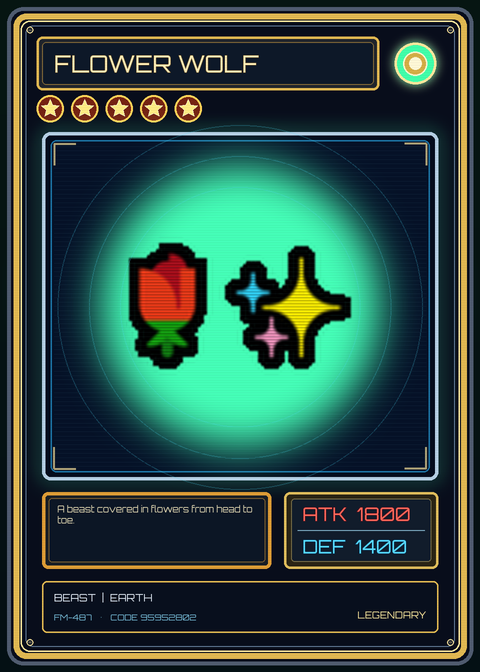 FLOWER WOLF
A beast covered in flowers from head to
toe.
ATK 1800
DEF 1400
BEAST | EARTH
FM-487 · CODE 95952802
LEGENDARY